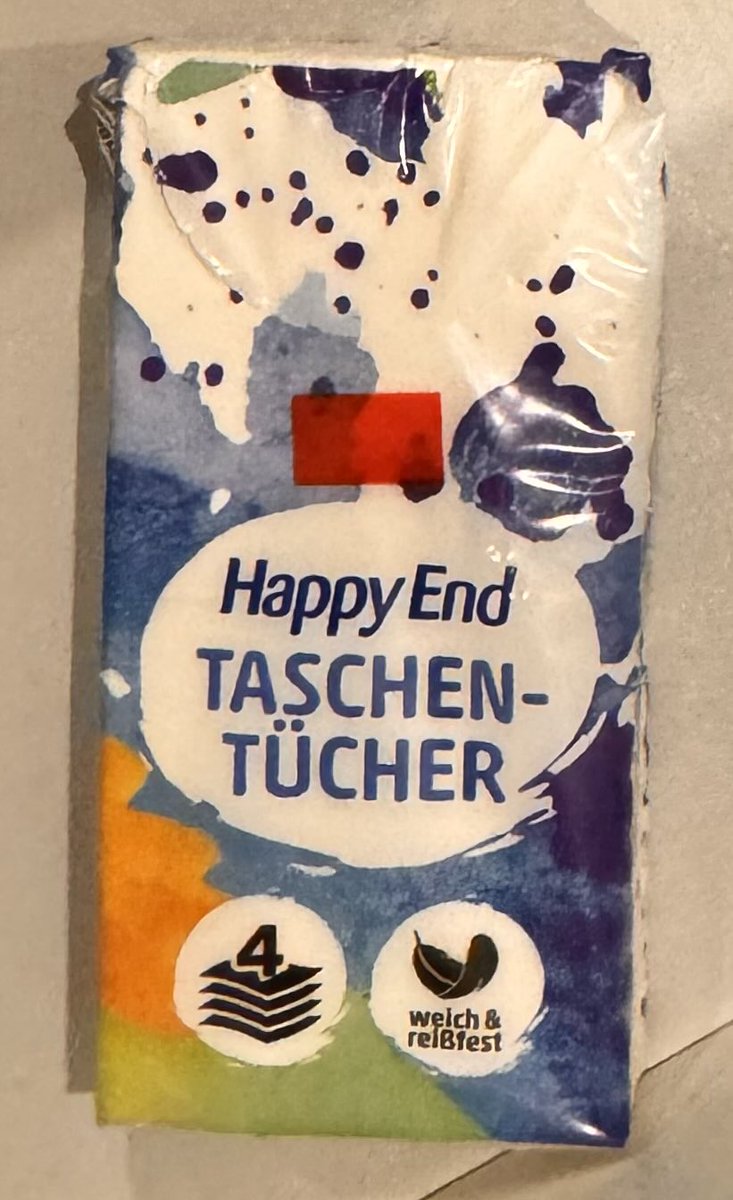 Happy End
TASCHEN-
TÜCHER
4
weich &
reißfest